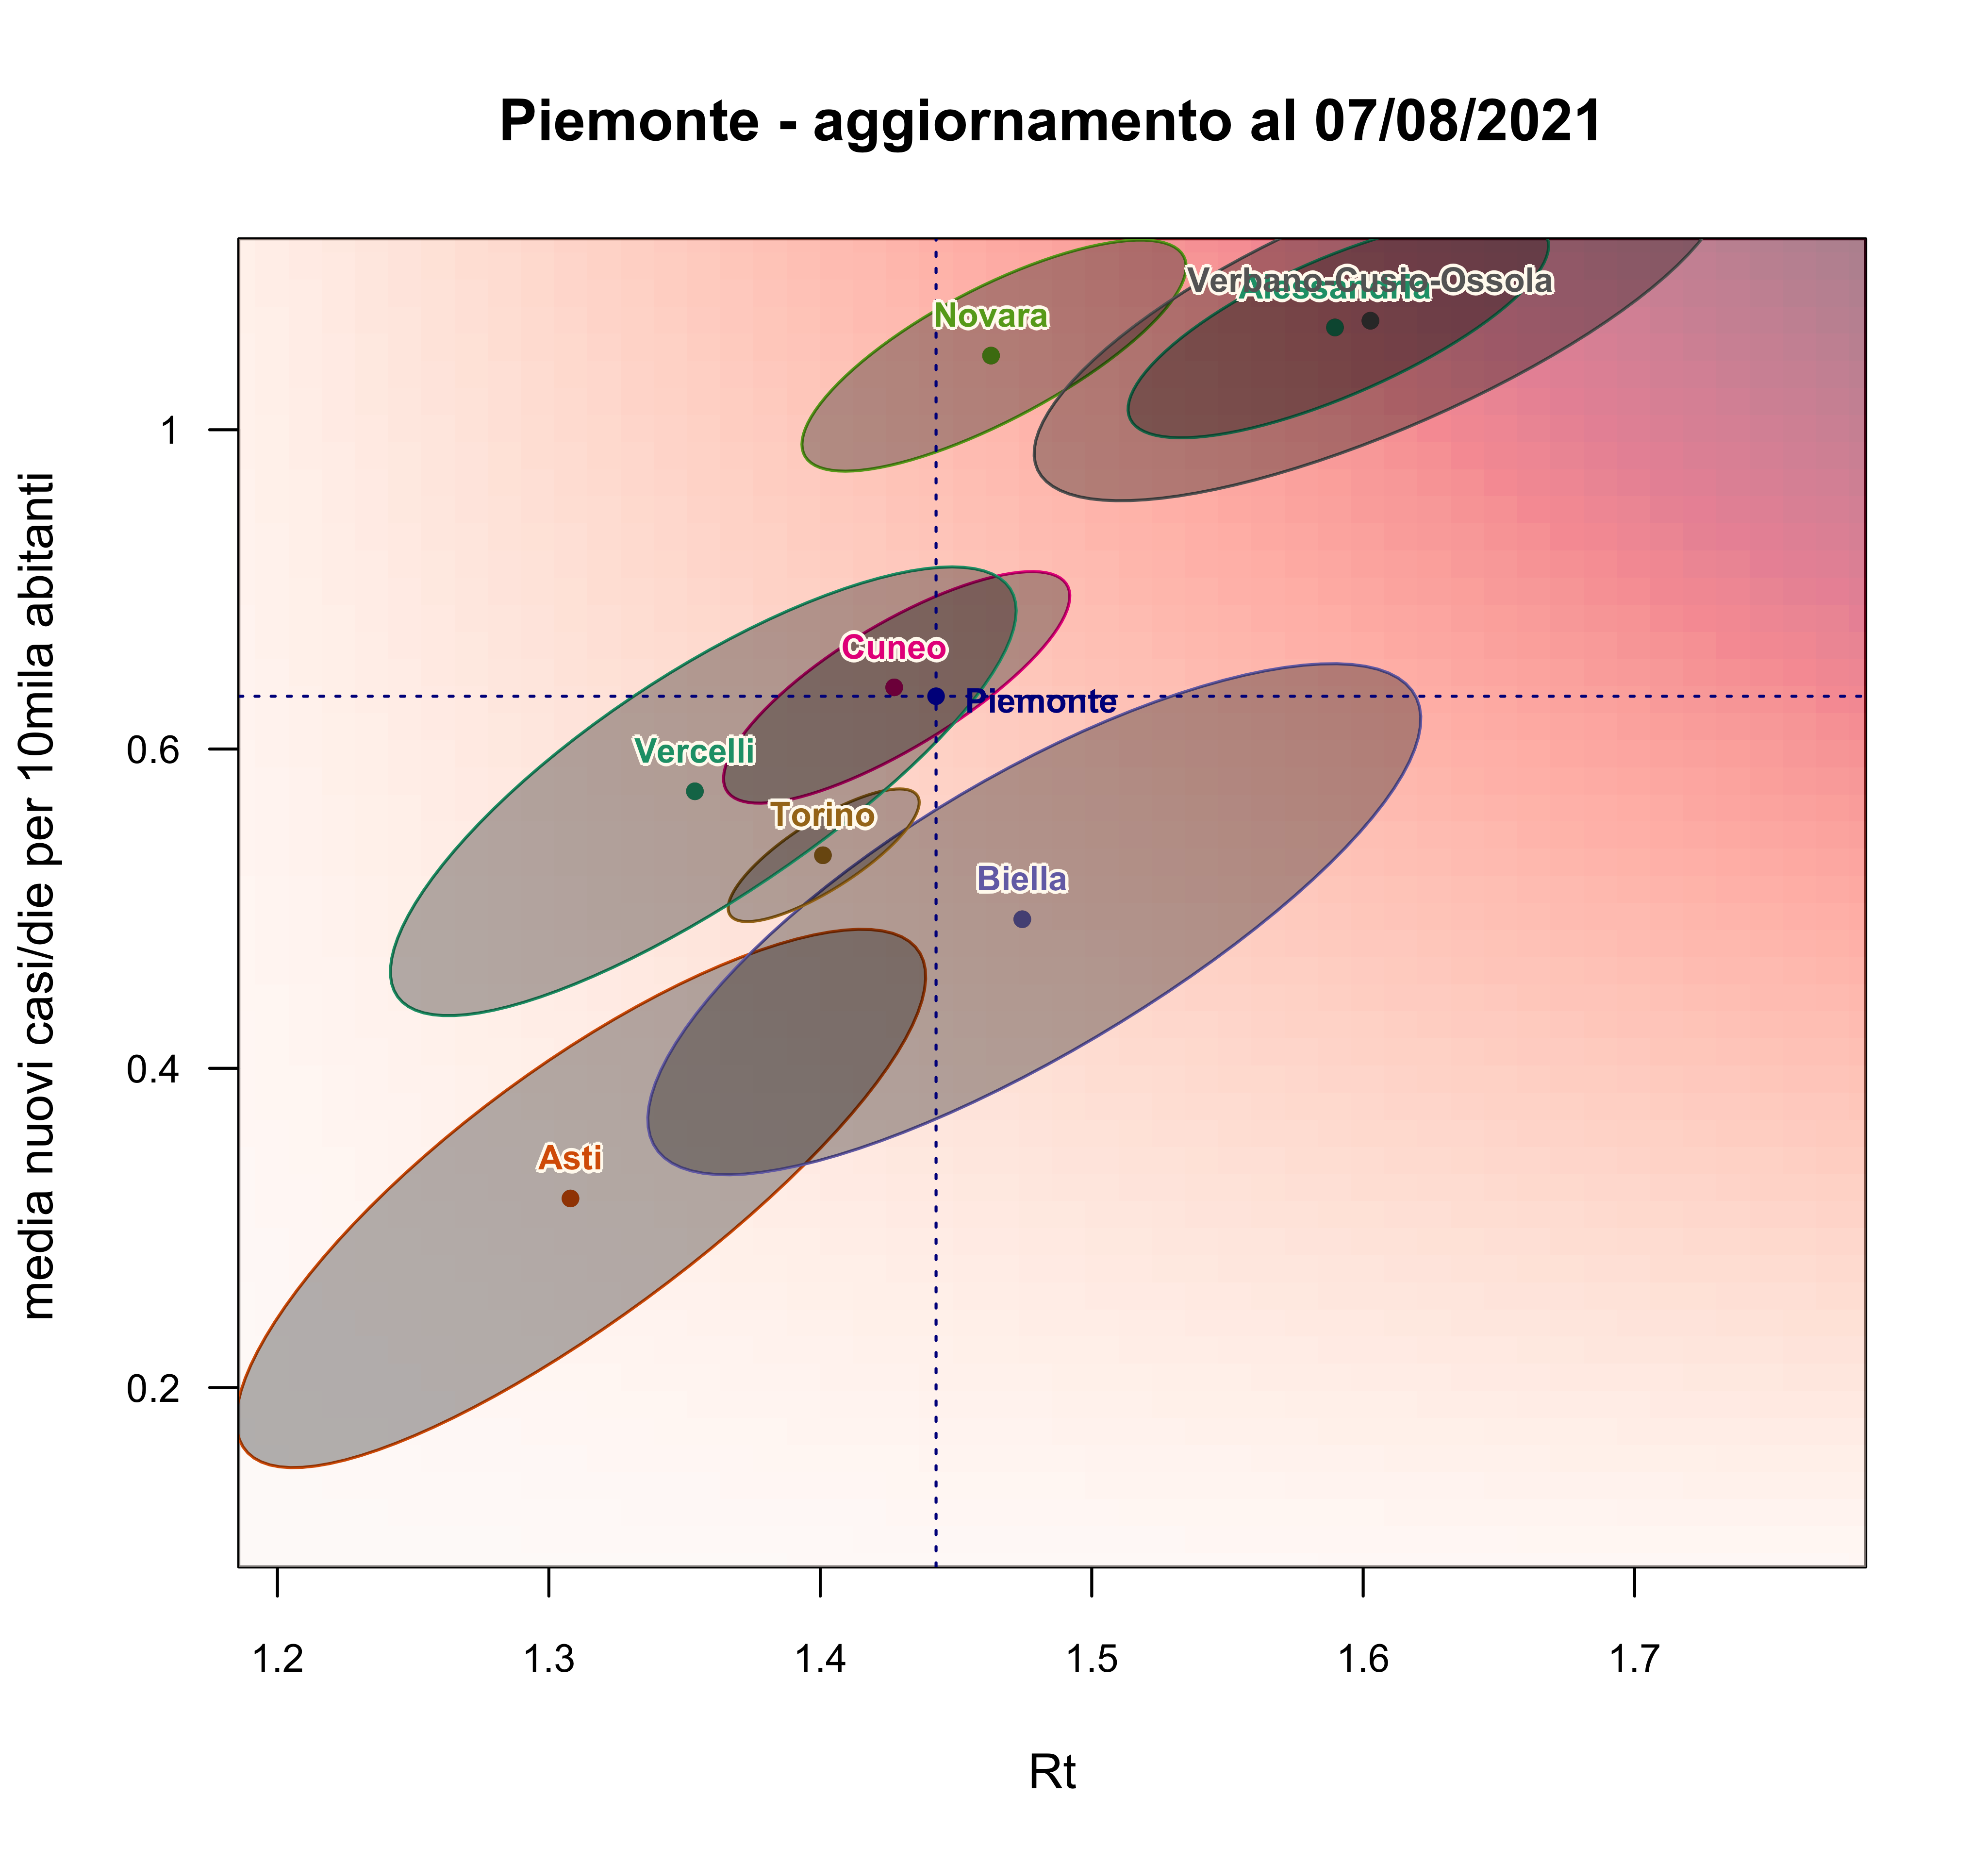 Piemonte - aggiornamento al 07/08/2021
media nuovi casi/die per 10mila abitanti
1
0.6
0.4
0.2
Verbano-Cusio-Ossola
Alessandria
Novara
Cuneo
Piemonte
Vercelli
Torino
Biella
Asti
1.2 1.3 1.4 1.5 1.6 1.7
Rt